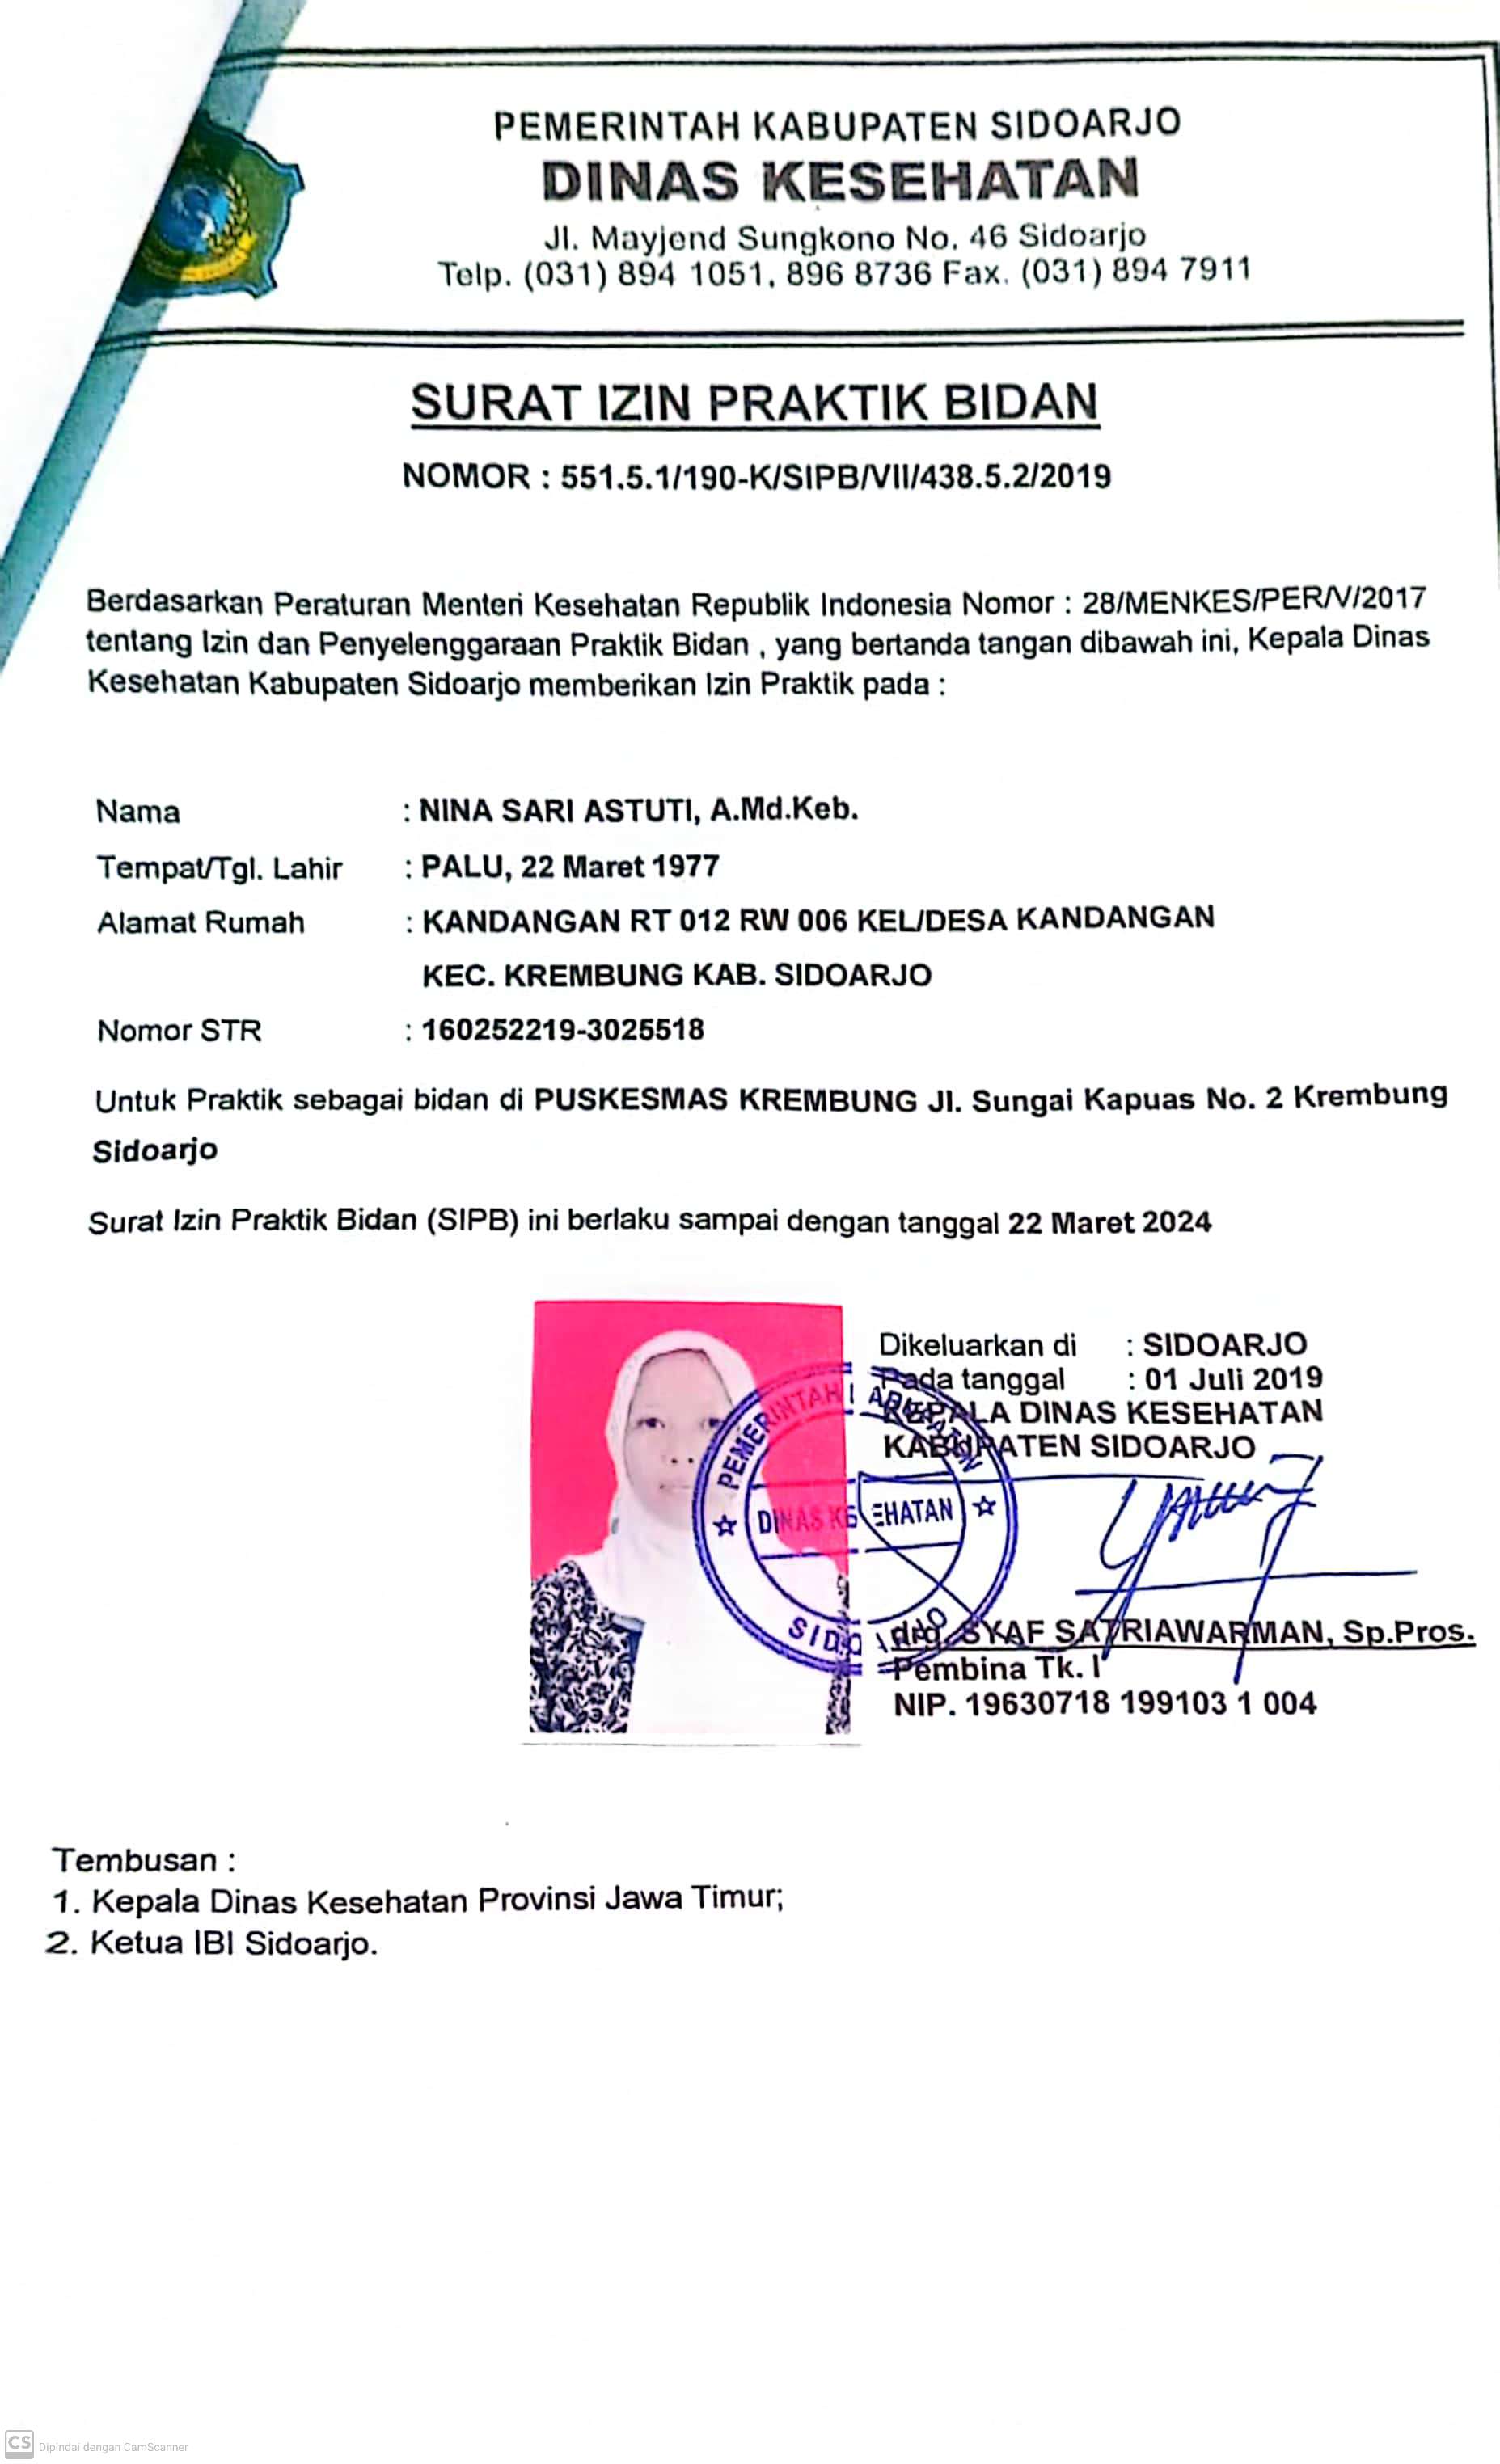 PEMERINTAH KABUPATEN SIDOARJO
DINAS KESEHATAN
Jl. Mayjend Sungkono No. 46 Sidoarjo
Telp. (031) 894 1051, 896 8736 Fax. (031) 894 7911
SURAT IZIN PRAKTIK BIDAN
NOMOR : 551.5.1/190-K/SIPB/VII/438.5.2/2019
Berdasarkan Peraturan Menteri Kesehatan Republik Indonesia Nomor : 28/MENKES/PER/V/2017
tentang Izin dan Penyelenggaraan Praktik Bidan , yang bertanda tangan dibawah ini, Kepala Dinas
Kesehatan Kabupaten Sidoarjo memberikan Izin Praktik pada :
Nama : NINA SARI ASTUTI, A.Md.Keb.
Tempat/Tgl. Lahir : PALU, 22 Maret 1977
Alamat Rumah : KANDANGAN RT 012 RW 006 KEL/DESA KANDANGAN
KEC. KREMBUNG KAB. SIDOARJO
Nomor STR : 160252219-3025518
Untuk Praktik sebagai bidan di PUSKESMAS KREMBUNG Jl. Sungai Kapuas No. 2 Krembung
Sidoarjo
Surat Izin Praktik Bidan (SIPB) ini berlaku sampai dengan tanggal 22 Maret 2024
Dikeluarkan di : SIDOARJO
Pada tanggal : 01 Juli 2019
KEPALA DINAS KESEHATAN
KABUPATEN SIDOARJO
PEMERINTAH KABUPATEN
DINAS KESEHATAN
SIDOARJO
drg. SYAF SATRIAWARMAN, Sp.Pros.
Pembina Tk. I
NIP. 19630718 199103 1 004
Tembusan :
1. Kepala Dinas Kesehatan Provinsi Jawa Timur;
2. Ketua IBI Sidoarjo.
CS Dipindai dengan CamScanner